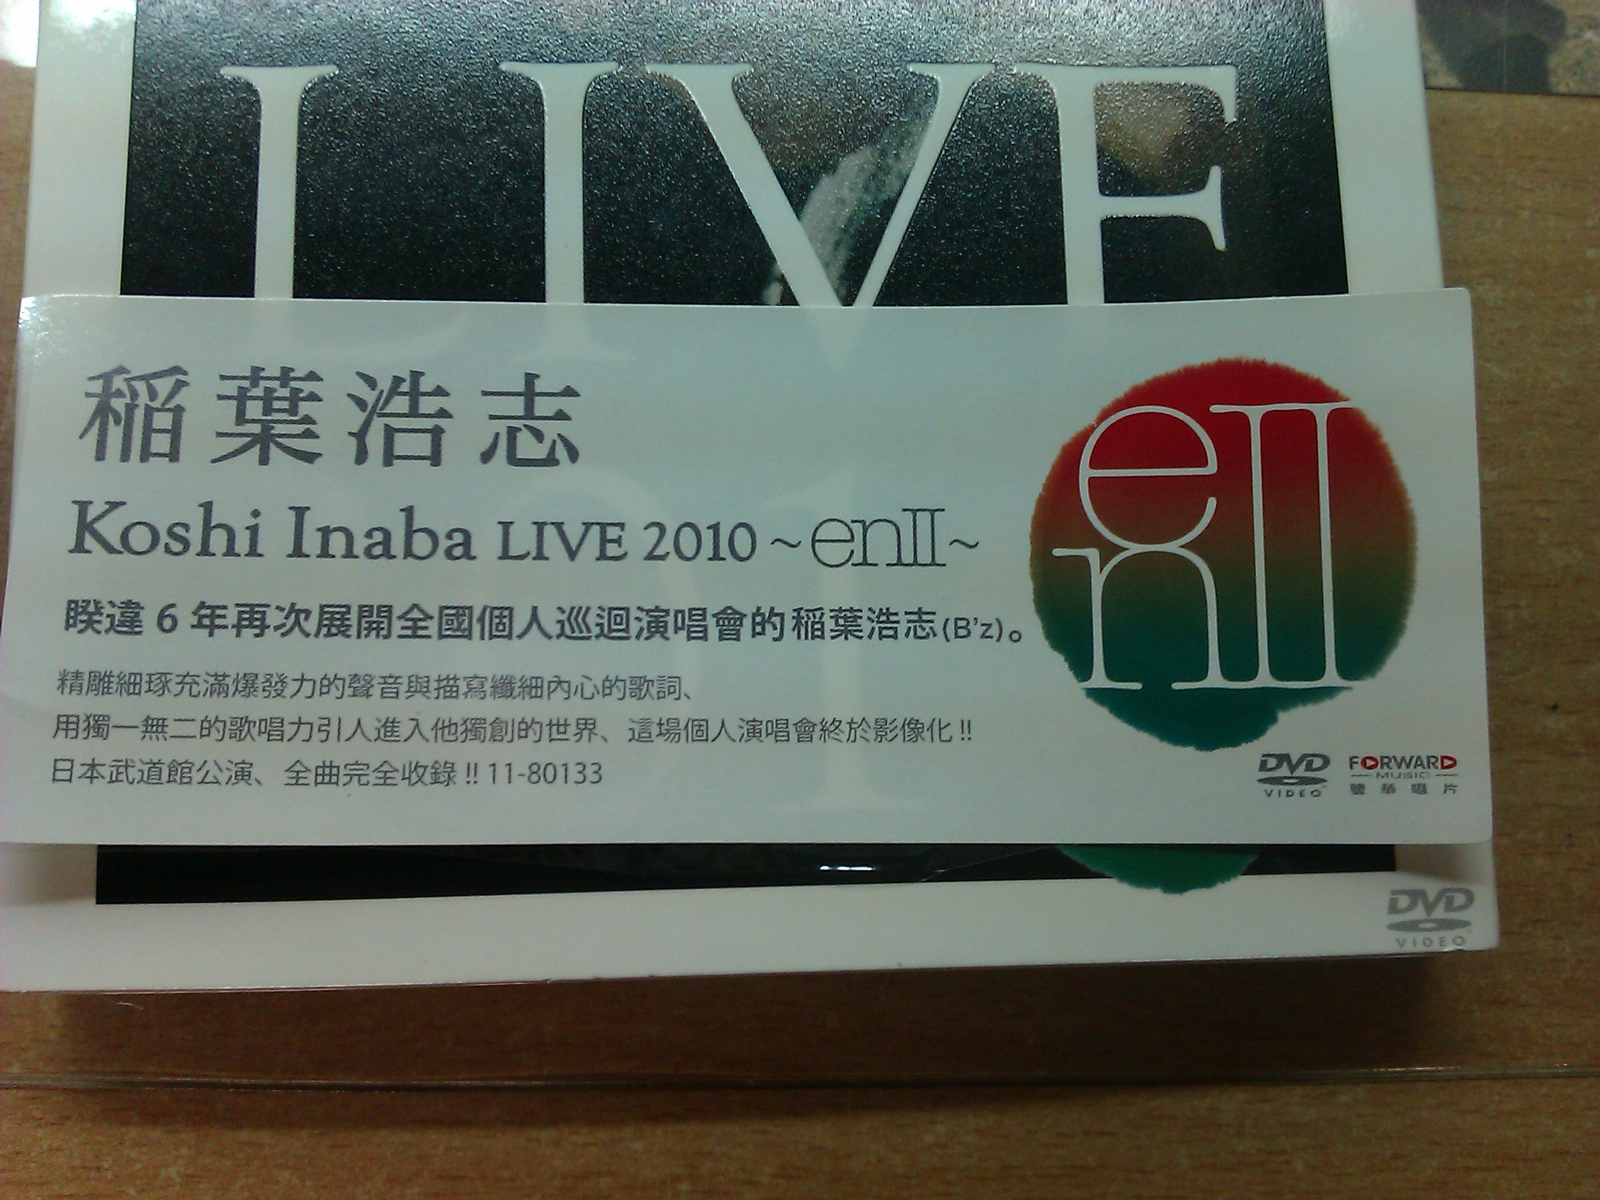 LIVE
稲葉浩志
Koshi Inaba LIVE 2010 ~enII~
睽違 6 年再次展開全國個人巡迴演唱會的稲葉浩志(B'z)。
精雕細琢充滿爆發力的聲音與描寫纖細內心的歌詞、
用獨一無二的歌唱力引人進入他獨創的世界、這場個人演唱會終於影像化!!
日本武道館公演、全曲完全收錄!! 11-80133
enII
DVD
VIDEO
FORWARD
MUSIC
豐華唱片
DVD
VIDEO